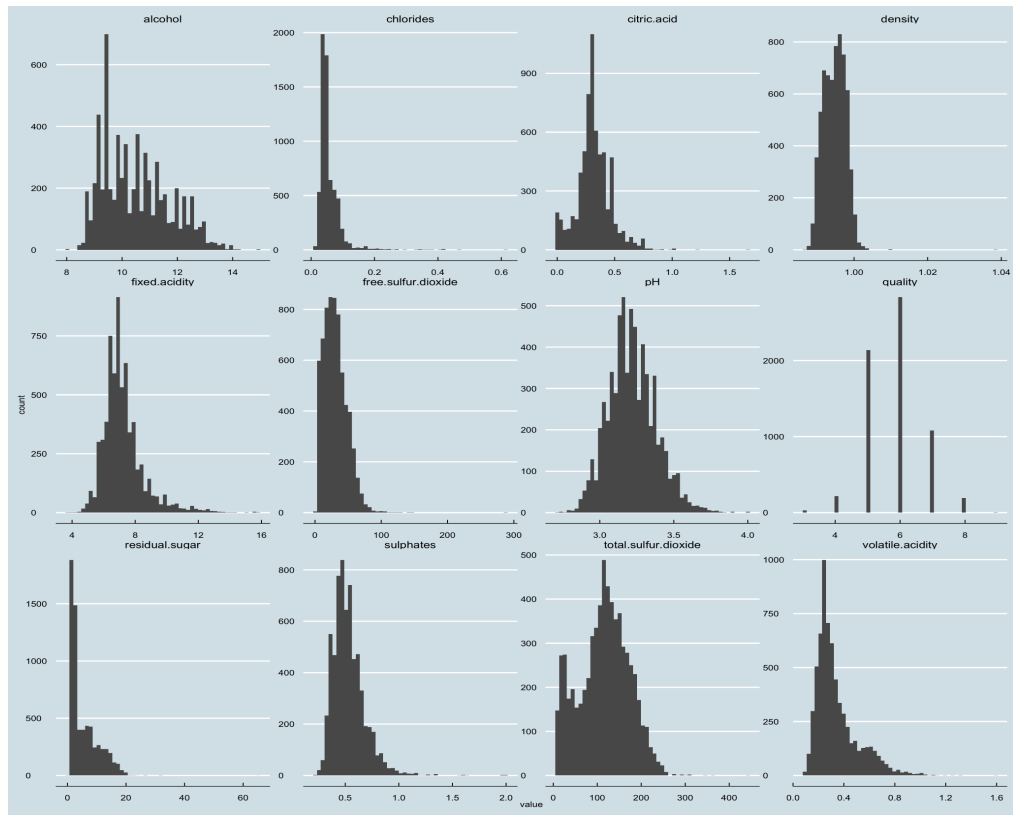 alcohol
chlorides
citric.acid
density
600
400
200
0
8 10 12 14
2000
1500
1000
500
0
0.0 0.2 0.4 0.6
900
600
300
0
0.0 0.5 1.0 1.5
800
600
400
200
0
1.00 1.02 1.04
fixed.acidity
free.sulfur.dioxide
pH
quality
count
750
500
250
0
4 8 12 16
800
600
400
200
0
0 100 200 300
500
400
300
200
100
0
3.0 3.5 4.0
2000
1000
0
4 6 8
residual.sugar
sulphates
total.sulfur.dioxide
volatile.acidity
1500
1000
500
0
0 20 40 60
800
600
400
200
0
0.5 1.0 1.5 2.0
500
400
300
200
100
0
0 100 200 300 400
1000
750
500
250
0
0.0 0.4 0.8 1.2 1.6
value